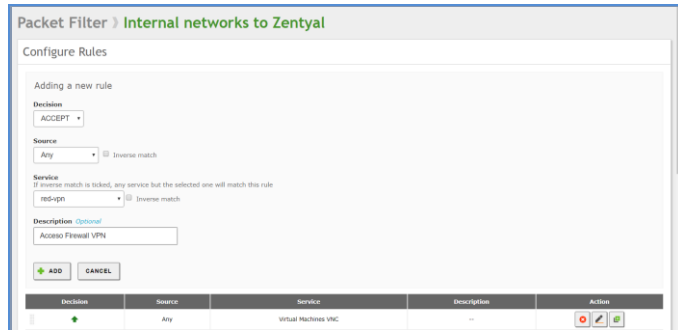 Packet Filter › Internal networks to Zentyal
Configure Rules
Adding a new rule
Decision
ACCEPT
Source
Any Inverse match
Service
If inverse match is ticked, any service but the selected one will match this rule
red-vpn Inverse match
Description Optional
Acceso Firewall VPN
ADD CANCEL
Decision Source Service Description Action
Any Virtual Machines VNC --